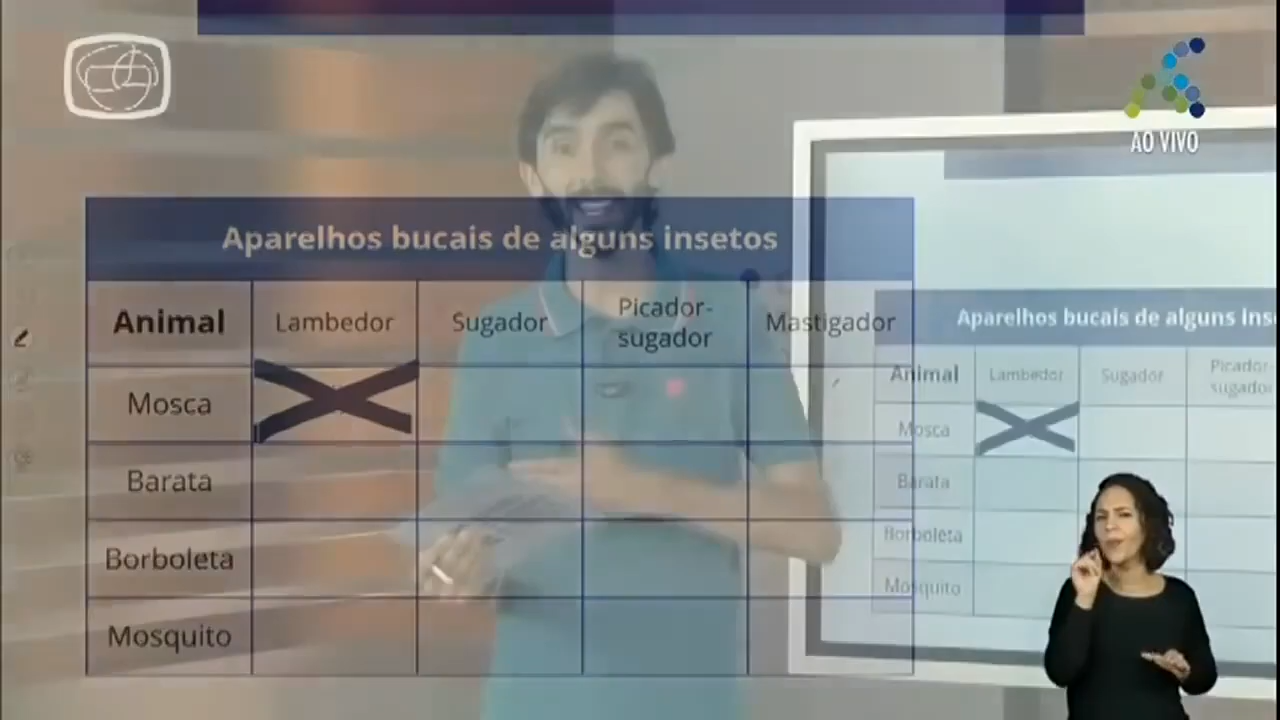 AO VIVO
Aparelhos bucais de alguns insetos
Animal Lambedor Sugador Picador-
sugador Mastigador
Mosca
Barata
Borboleta
Mosquito
Aparelhos bucais de alguns
Animal Lambedor Sugador Picador-
sugador
Mosca
Barata
Borboleta
Mosquito